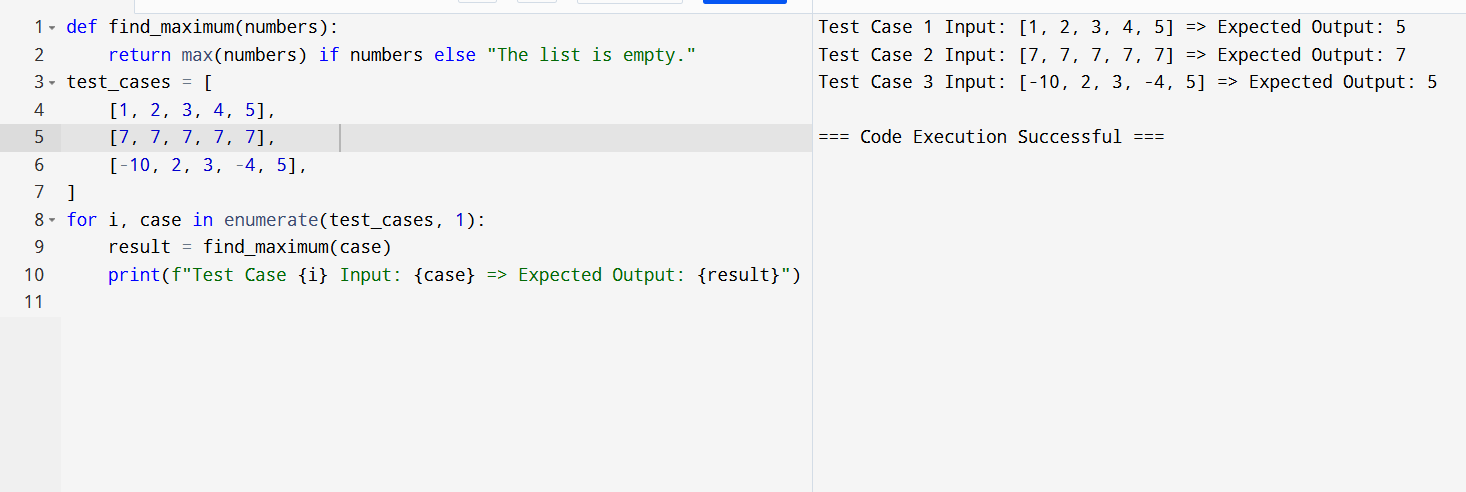 1 def find_maximum(numbers):
2     return max(numbers) if numbers else "The list is empty."
3 test_cases = [
4     [1, 2, 3, 4, 5],
5     [7, 7, 7, 7, 7],
6     [-10, 2, 3, -4, 5],
7 ]
8 for i, case in enumerate(test_cases, 1):
9     result = find_maximum(case)
10     print(f"Test Case {i} Input: {case} => Expected Output: {result}")
11
Test Case 1 Input: [1, 2, 3, 4, 5] => Expected Output: 5
Test Case 2 Input: [7, 7, 7, 7, 7] => Expected Output: 7
Test Case 3 Input: [-10, 2, 3, -4, 5] => Expected Output: 5
=== Code Execution Successful ===